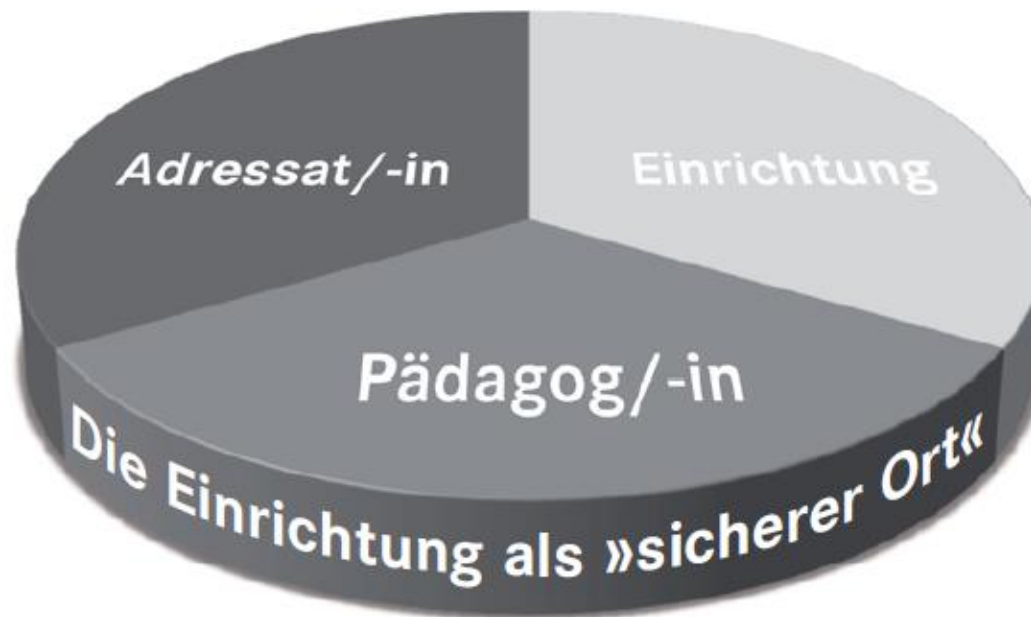 Adressat/-in
Einrichtung
Pädagog/-in
Die Einrichtung als »sicherer Ort«